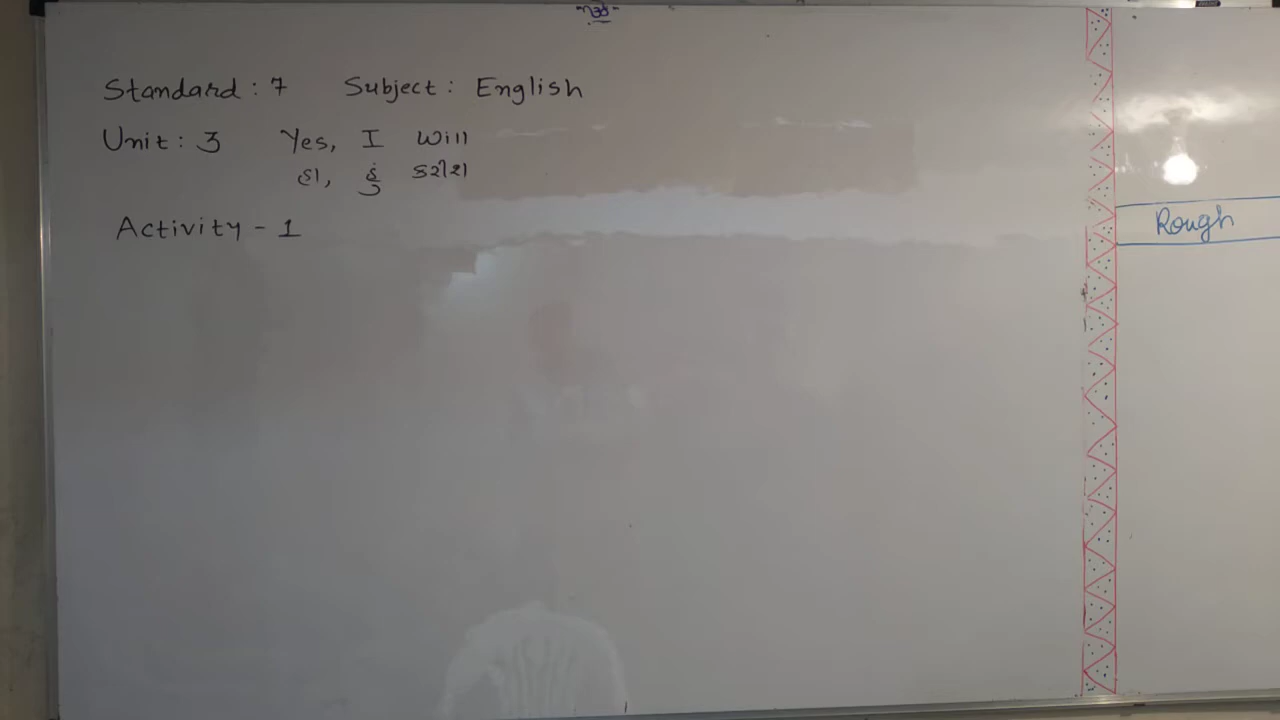 Standard : 7 Subject : English
Unit : 3 Yes, I will
હા, હું કરીશ
Activity - 1
Rough